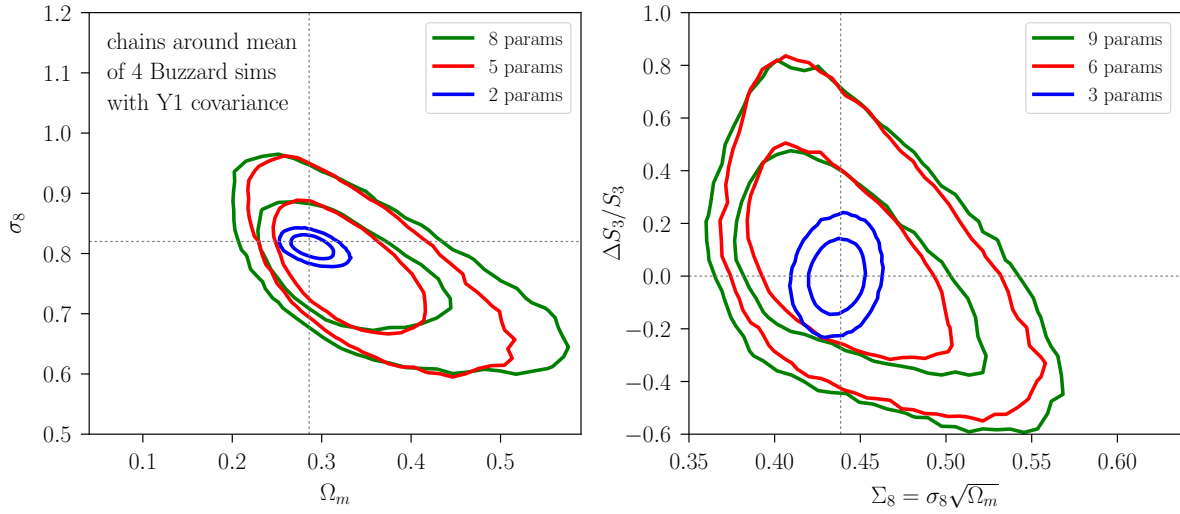 1.2
1.1
1.0
0.9
0.8
0.7
0.6
0.5
σ₈
chains around mean
of 4 Buzzard sims
with Y1 covariance
8 params
5 params
2 params
0.1
0.2
0.3
0.4
0.5
Ωₘ
1.0
0.8
0.6
0.4
0.2
0.0
−0.2
−0.4
−0.6
ΔS₃/S₃
9 params
6 params
3 params
0.35
0.40
0.45
0.50
0.55
0.60
Σ₈ = σ₈√Ωₘ